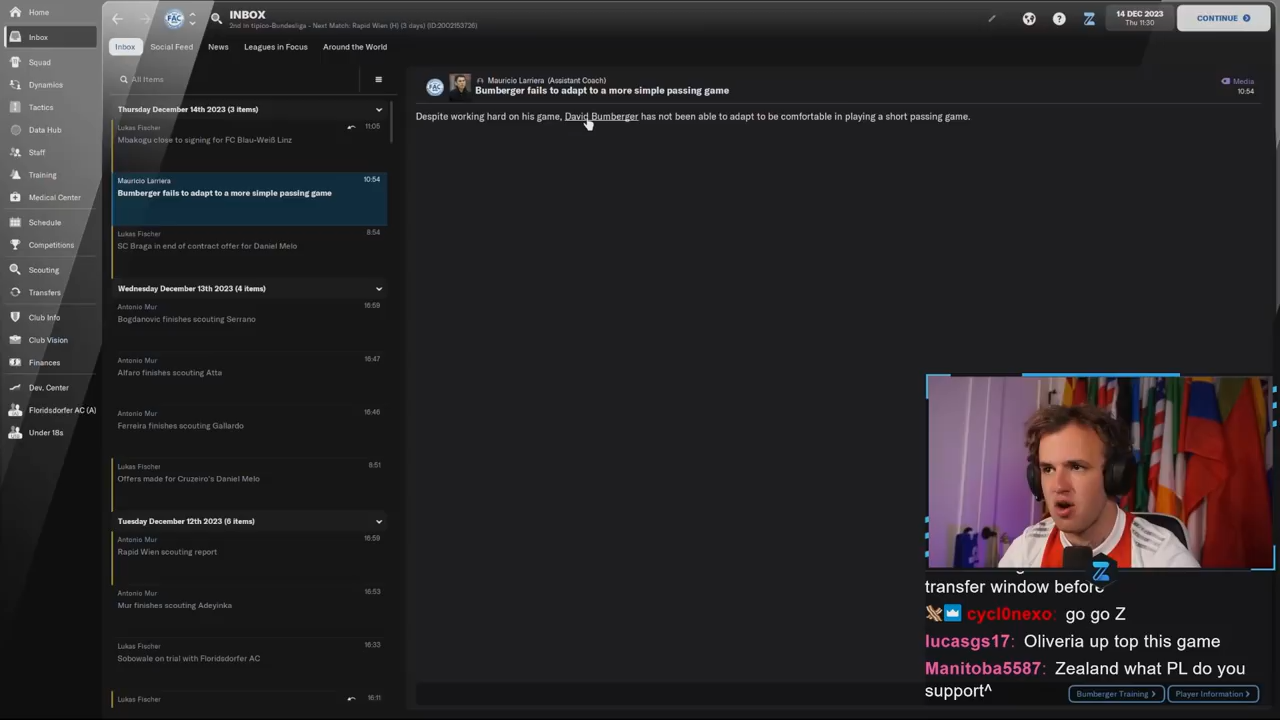 Home
Inbox
Squad
Dynamics
Tactics
Data Hub
Staff
Training
Medical Center
Schedule
Competitions
Scouting
Transfers
Club Info
Club Vision
Finances
Dev. Center
Floridsdorfer AC (A)
Under 18s
FAC
INBOX
2nd in tipico-Bundesliga - Next Match: Rapid Wien (H) (3 days) (ID:2002153726)
14 DEC 2023
Thu 11:30
CONTINUE
Inbox
Social Feed
News
Leagues in Focus
Around the World
All Items
Thursday December 14th 2023 (3 items)
Lukas Fischer 11:05
Mbakogu close to signing for FC Blau-Weiß Linz
Mauricio Larriera 10:54
Bumberger fails to adapt to a more simple passing game
Lukas Fischer 8:54
SC Braga in end of contract offer for Daniel Melo
Wednesday December 13th 2023 (4 items)
Antonio Mur 16:59
Bogdanovic finishes scouting Serrano
Antonio Mur 16:47
Alfaro finishes scouting Atta
Antonio Mur 16:46
Ferreira finishes scouting Gallardo
Lukas Fischer 8:51
Offers made for Cruzeiro's Daniel Melo
Tuesday December 12th 2023 (6 items)
Antonio Mur 16:59
Rapid Wien scouting report
Antonio Mur 16:53
Mur finishes scouting Adeyinka
Lukas Fischer 16:33
Sobowale on trial with Floridsdorfer AC
Lukas Fischer 16:11
FAC
Mauricio Larriera (Assistant Coach)
Bumberger fails to adapt to a more simple passing game
Media
10:54
Despite working hard on his game, David Bumberger has not been able to adapt to be comfortable in playing a short passing game.
transfer window before
cycl0nexo: go go Z
lucasgs17: Oliveria up top this game
Manitoba5587: Zealand what PL do you
support^
Bumberger Training >
Player Information >